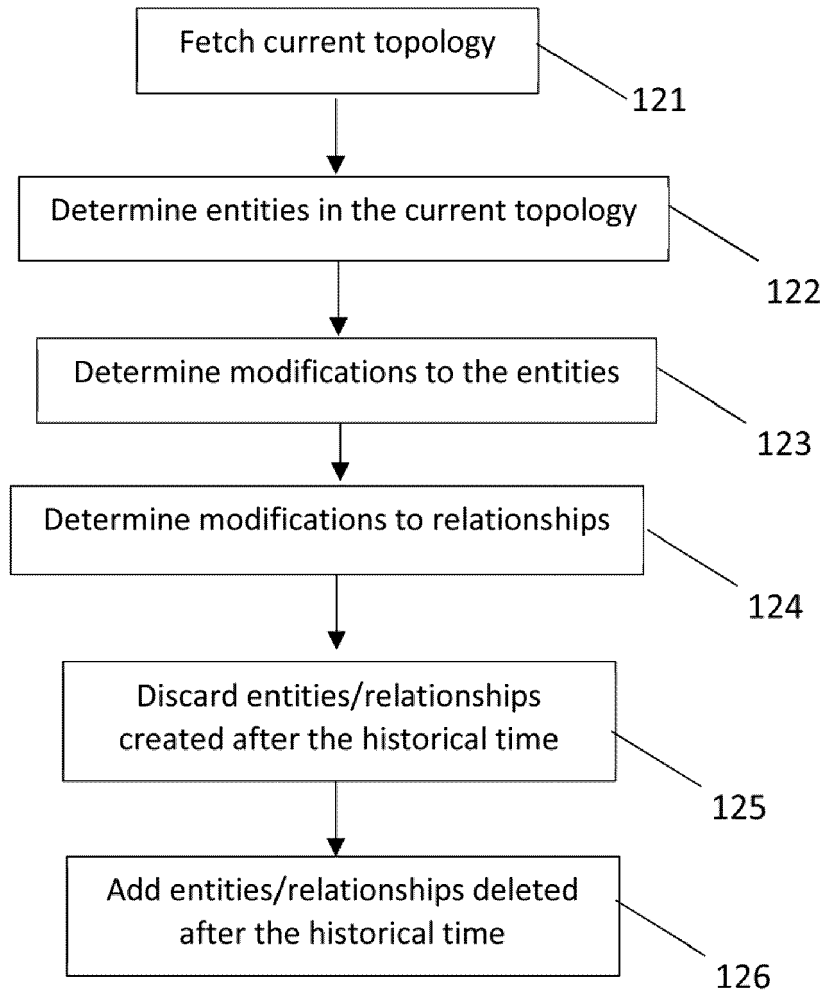 Fetch current topology
121
Determine entities in the current topology
122
Determine modifications to the entities
123
Determine modifications to relationships
124
Discard entities/relationships
created after the historical time
125
Add entities/relationships deleted
after the historical time
126